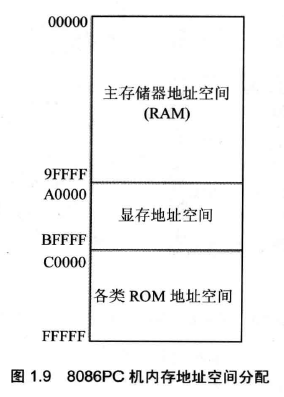 00000
主存储器地址空间
(RAM)
9FFFF
A0000
显存地址空间
BFFFF
C0000
各类 ROM 地址空间
FFFFF
图 1.9 8086PC 机内存地址空间分配